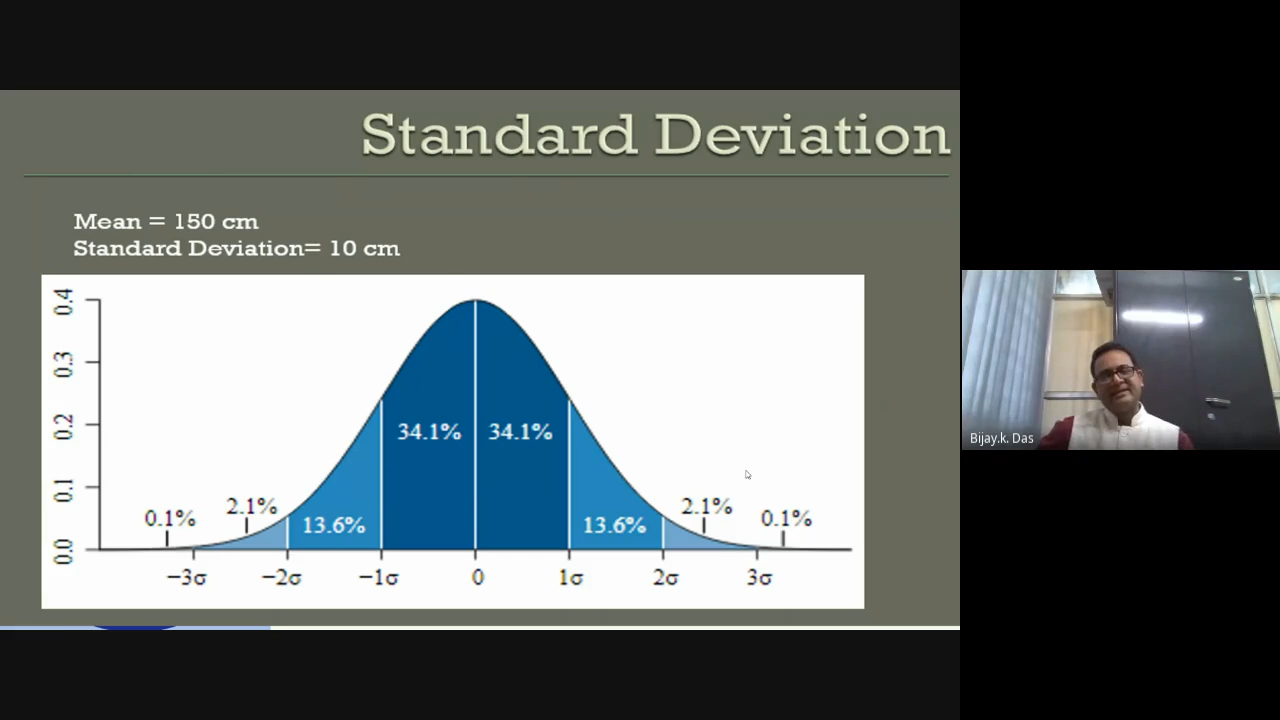 Standard Deviation
Mean = 150 cm
Standard Deviation= 10 cm
0.4
0.3
0.2
0.1
0.0
34.1% 34.1%
0.1% 2.1% 13.6% 13.6% 2.1% 0.1%
−3σ −2σ −1σ 0 1σ 2σ 3σ
Bijay.k. Das